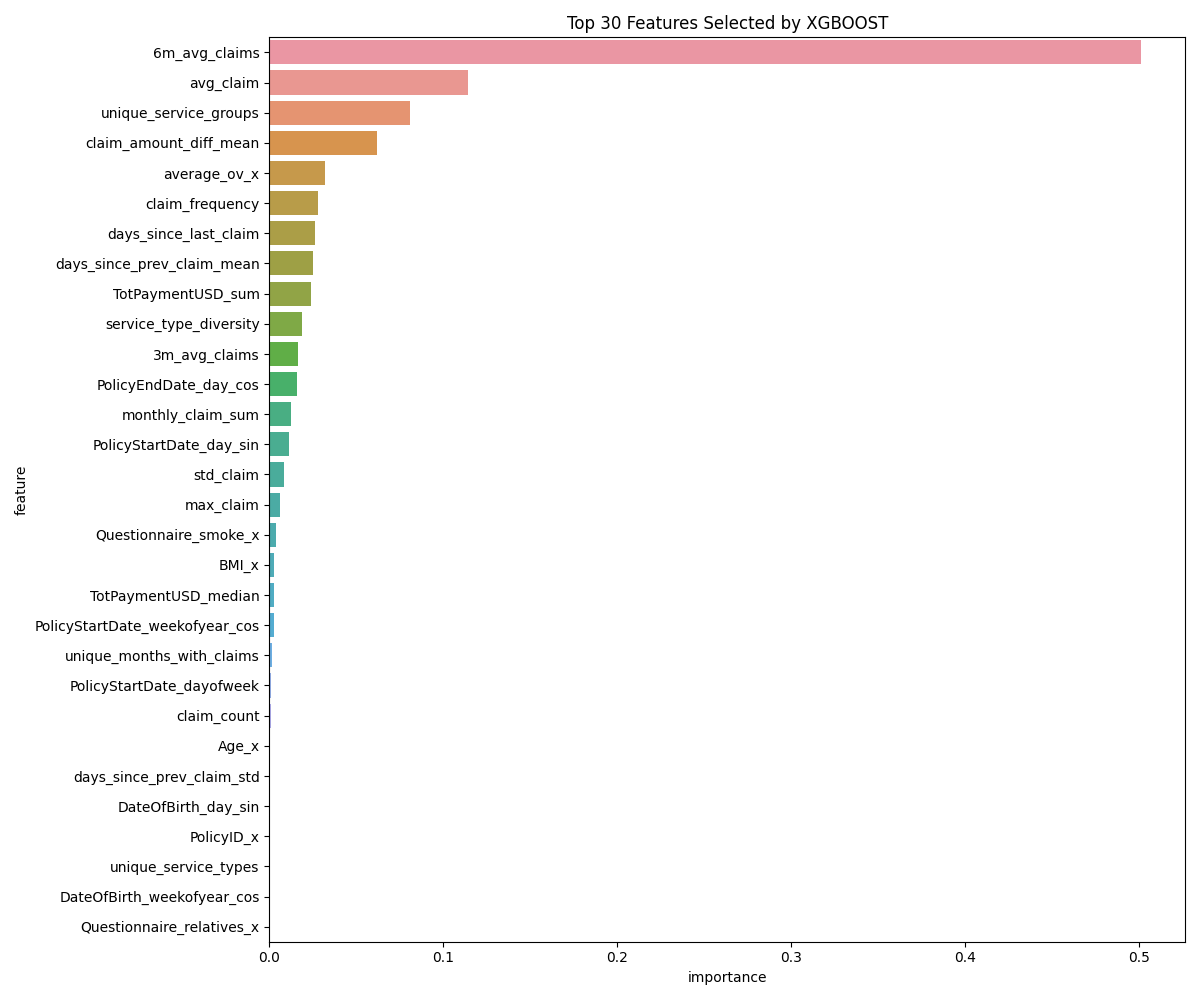 Top 30 Features Selected by XGBOOST
6m_avg_claims
avg_claim
unique_service_groups
claim_amount_diff_mean
average_ov_x
claim_frequency
days_since_last_claim
days_since_prev_claim_mean
TotPaymentUSD_sum
service_type_diversity
3m_avg_claims
PolicyEndDate_day_cos
monthly_claim_sum
PolicyStartDate_day_sin
std_claim
max_claim
Questionnaire_smoke_x
BMI_x
TotPaymentUSD_median
PolicyStartDate_weekofyear_cos
unique_months_with_claims
PolicyStartDate_dayofweek
claim_count
Age_x
days_since_prev_claim_std
DateOfBirth_day_sin
PolicyID_x
unique_service_types
DateOfBirth_weekofyear_cos
Questionnaire_relatives_x
feature
0.0 0.1 0.2 0.3 0.4 0.5
importance